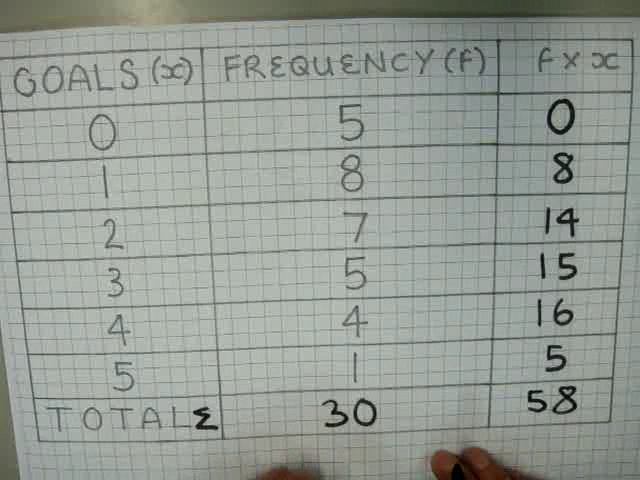 GOALS (x) FREQUENCY (f) f x x
0 5 0
1 8 8
2 7 14
3 5 15
4 4 16
5 1 5
TOTAL Σ 30 58